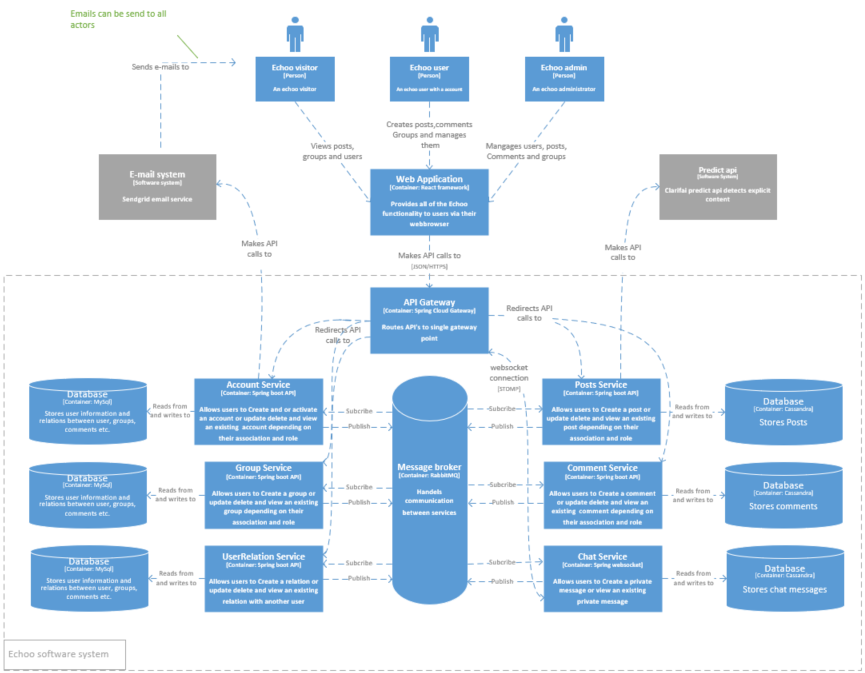 Emails can be send to all
actors
Sends e-mails to
Echoo visitor
[Person]
An echoo visitor
Echoo user
[Person]
An echoo user with a account
Echoo admin
[Person]
An echoo administrator
Views posts,
groups and users
Creates posts,comments
Groups and manages
them
Mangages users, posts,
Comments and groups
E-mail system
[Software system]
Sendgrid email service
Web Application
[Container: React framework]
Provides all of the Echoo
functionality to users via their
webbrowser
Predict api
[Software System]
Clarifai predict api detects explicit
content
Makes API
calls to
Makes API calls to
[JSON/HTTPS]
Makes API
calls to
API Gateway
[Container: Spring Cloud Gateway]
Routes API's to single gateway
point
Redirects API
calls to
Redirects API
calls to
websocket
connection
[STOMP]
Database
[Container: MySql]
Stores user information and
relations between user, groups,
comments etc.
Reads from
and writes to
Account Service
[Container: Spring boot API]
Allows users to Create and or activate
an account or update delete and view
an existing account depending on
their association and role
Subcribe
Publish
Subcribe
Publish
Posts Service
[Container: Spring boot API]
Allows users to Create a post or
update delete and view an existing
post depending on their
association and role
Reads from
and writes to
Database
[Container: Cassandra]
Stores Posts
Database
[Container: MySql]
Stores user information and
relations between user, groups,
comments etc.
Reads from
and writes to
Group Service
[Container: Spring boot API]
Allows users to Create a group or
update delete and view an existing
group depending on their
association and role
Subcribe
Publish
Message broker
[Container: RabbitMQ]
Handels
communication
between services
Subcribe
Publish
Comment Service
[Container: Spring boot API]
Allows users to Create a comment
or update delete and view an
existing comment depending on
their association and role
Reads from
and writes to
Database
[Container: Cassandra]
Stores comments
Database
[Container: MySql]
Stores user information and
relations between user, groups,
comments etc.
Reads from
and writes to
UserRelation Service
[Container: Spring boot API]
Allows users to Create a relation or
update delete and view an existing
relation with another user
Subcribe
Publish
Subcribe
Publish
Chat Service
[Container: Spring websocket]
Allows users to Create a private
message or view an existing
private message
Reads from
and writes to
Database
[Container: Cassandra]
Stores chat messages
Echoo software system